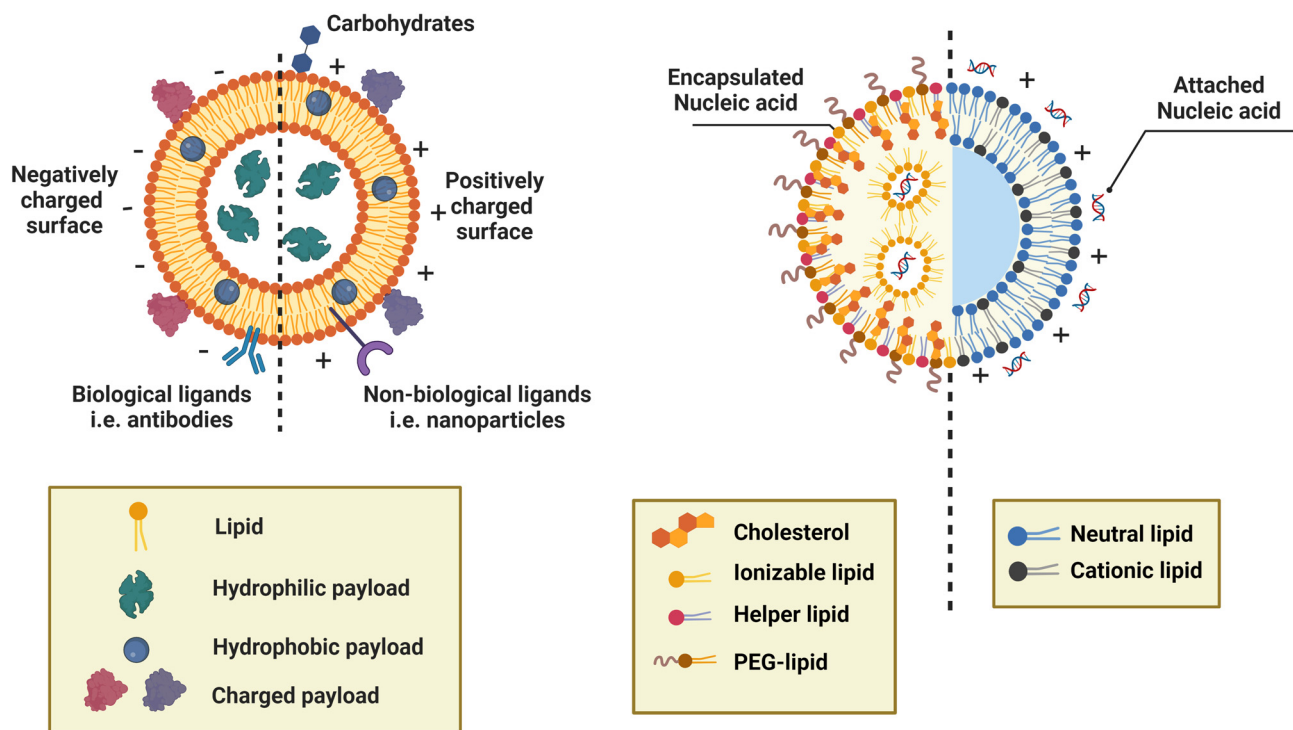 Carbohydrates
Negatively
charged
surface
Positively
charged
surface
Biological ligands
i.e. antibodies
Non-biological ligands
i.e. nanoparticles
Encapsulated
Nucleic acid
Attached
Nucleic acid
Lipid
Hydrophilic payload
Hydrophobic payload
Charged payload
Cholesterol
Ionizable lipid
Helper lipid
PEG-lipid
Neutral lipid
Cationic lipid